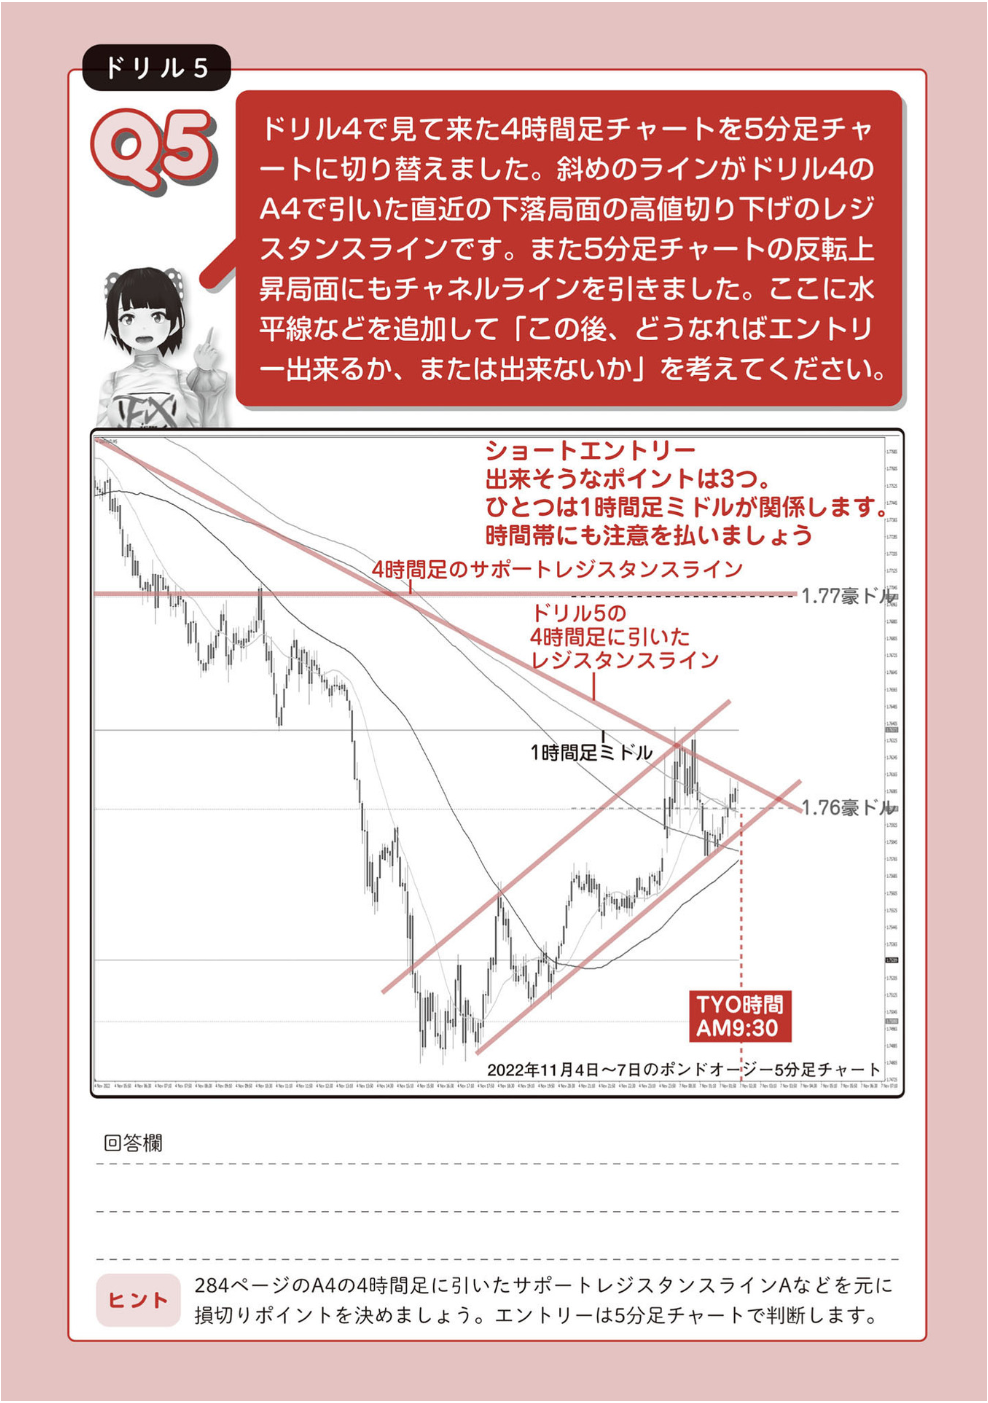 ドリル5
Q5
ドリル4で見て来た4時間足チャートを5分足チャ
ートに切り替えました。斜めのラインがドリル4の
A4で引いた直近の下落局面の高値切り下げのレジ
スタンスラインです。また5分足チャートの反転上
昇局面にもチャネルラインを引きました。ここに水
平線などを追加して「この後、どうなればエントリ
ー出来るか、または出来ないか」を考えてください。
FX
ショートエントリー
出来そうなポイントは3つ。
ひとつは1時間足ミドルが関係します。
時間帯にも注意を払いましょう
4時間足のサポートレジスタンスライン
1.77豪ドル
ドリル5の
4時間足に引いた
レジスタンスライン
1時間足ミドル
1.76豪ドル
TYO時間
AM9:30
2022年11月4日〜7日のポンドオージー5分足チャート
回答欄
ヒント
284ページのA4の4時間足に引いたサポートレジスタンスラインAなどを元に
損切りポイントを決めましょう。エントリーは5分足チャートで判断します。